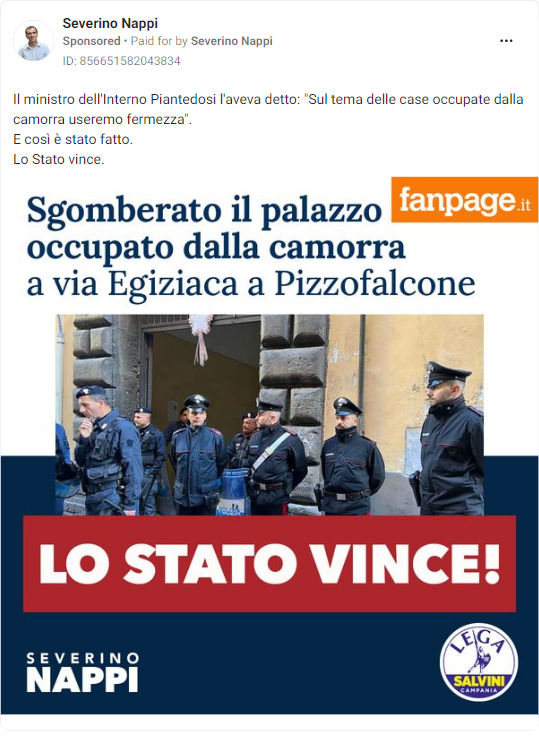 Severino Nappi
Sponsored • Paid for by Severino Nappi
ID: 856651582043834
Il ministro dell'Interno Piantedosi l'aveva detto: "Sul tema delle case occupate dalla
camorra useremo fermezza".
E così è stato fatto.
Lo Stato vince.
fanpage.it
Sgomberato il palazzo
occupato dalla camorra
a via Egiziaca a Pizzofalcone
LO STATO VINCE!
SEVERINO
NAPPI
LEGA
SALVINI
CAMPANIA